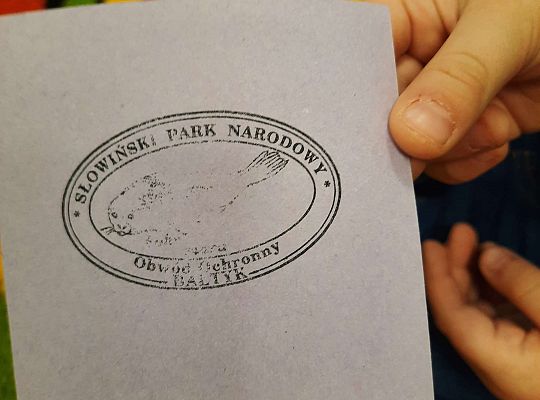 * SŁOWIŃSKI PARK NARODOWY *
Obwód Ochronny
BAŁTYK